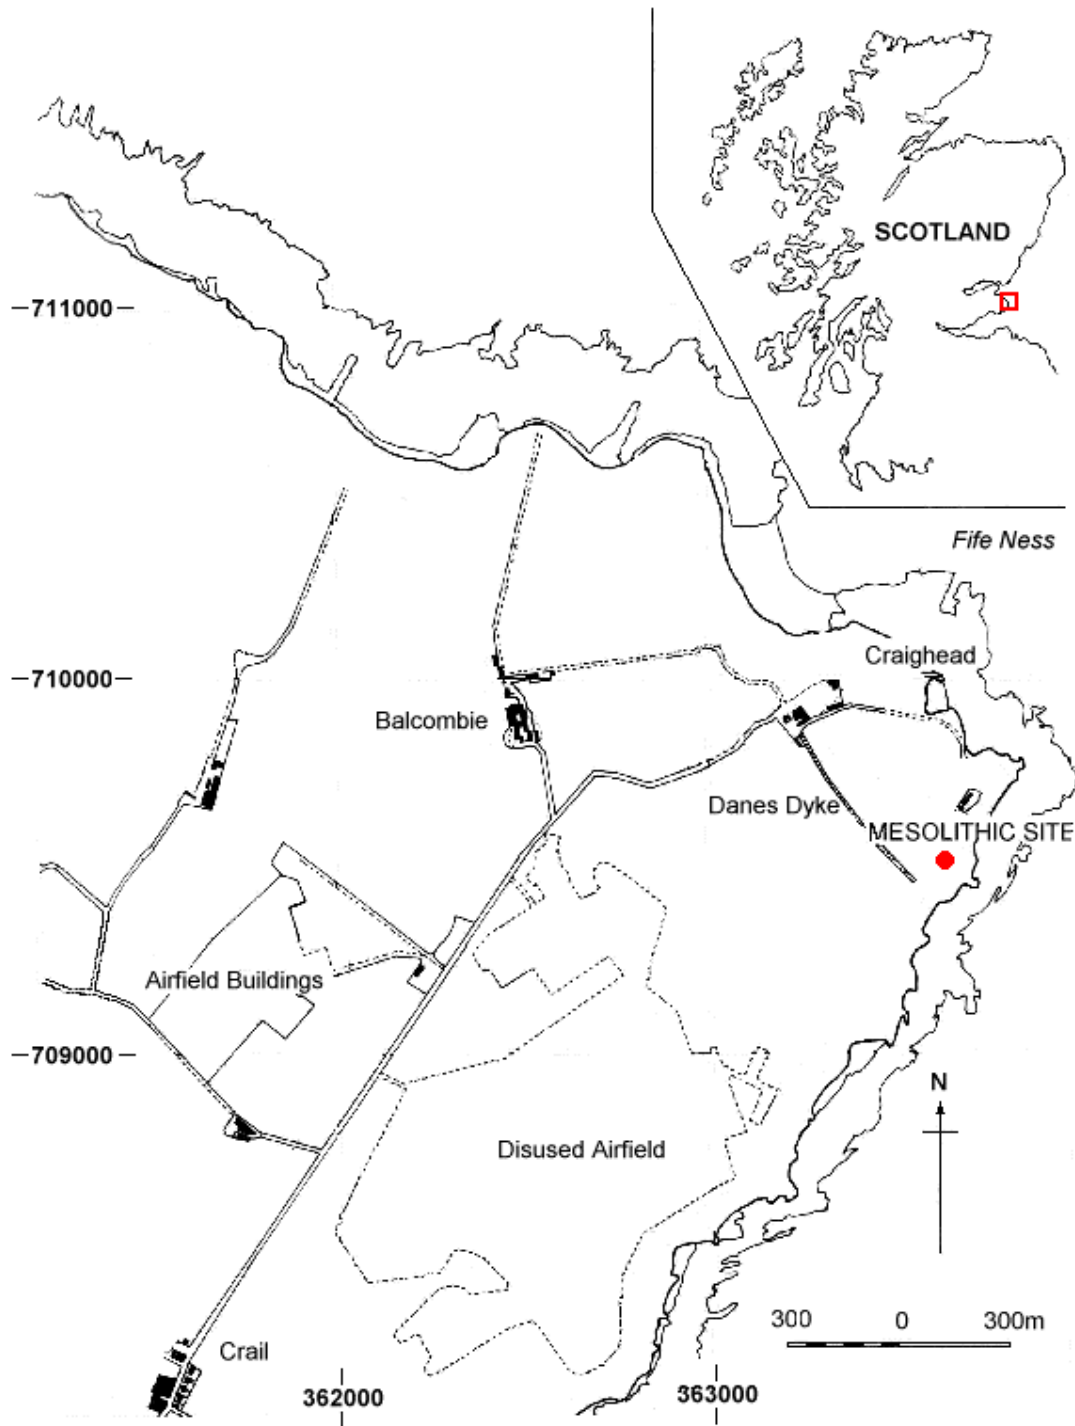 SCOTLAND
–711000–
Fife Ness
Craighead
–710000–
Balcombie
Danes Dyke
MESOLITHIC SITE
Airfield Buildings
–709000–
N
Disused Airfield
300 0 300m
Crail
362000
363000